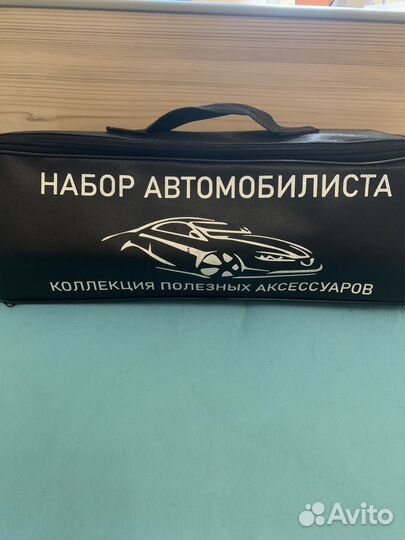 НАБОР АВТОМОБИЛИСТА
КОЛЛЕКЦИЯ ПОЛЕЗНЫХ АКСЕССУАРОВ
Avito